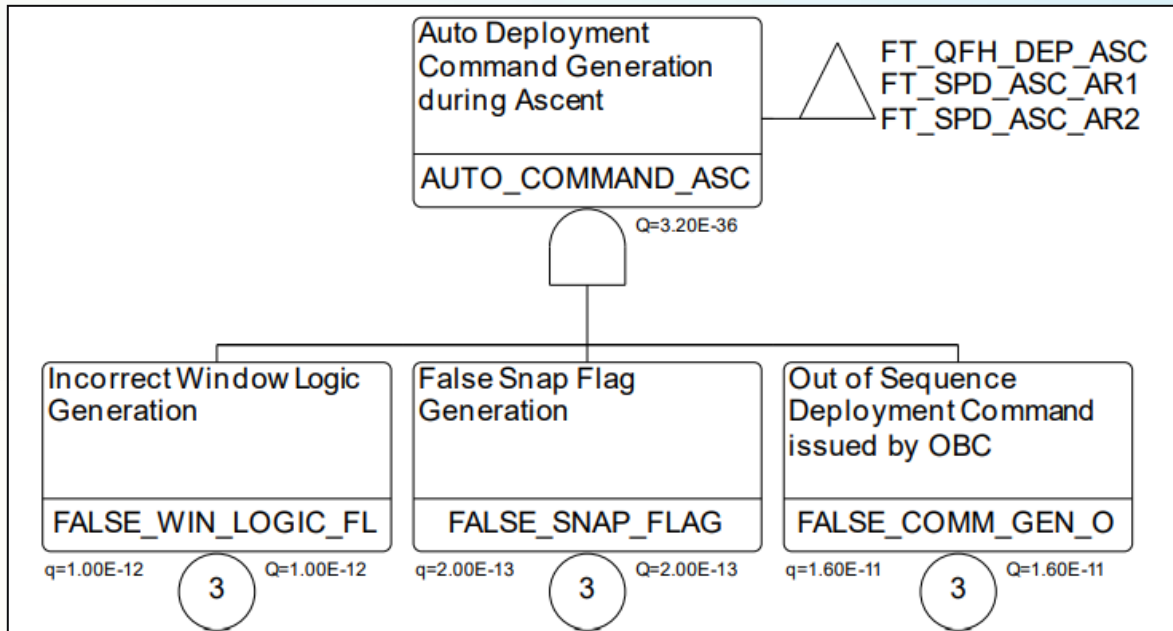 Auto Deployment
Command Generation
during Ascent
AUTO_COMMAND_ASC
FT_QFH_DEP_ASC
FT_SPD_ASC_AR1
FT_SPD_ASC_AR2
Q=3.20E-36
Incorrect Window Logic
Generation
FALSE_WIN_LOGIC_FL
q=1.00E-12
Q=1.00E-12
3
False Snap Flag
Generation
FALSE_SNAP_FLAG
q=2.00E-13
Q=2.00E-13
3
Out of Sequence
Deployment Command
issued by OBC
FALSE_COMM_GEN_O
q=1.60E-11
Q=1.60E-11
3